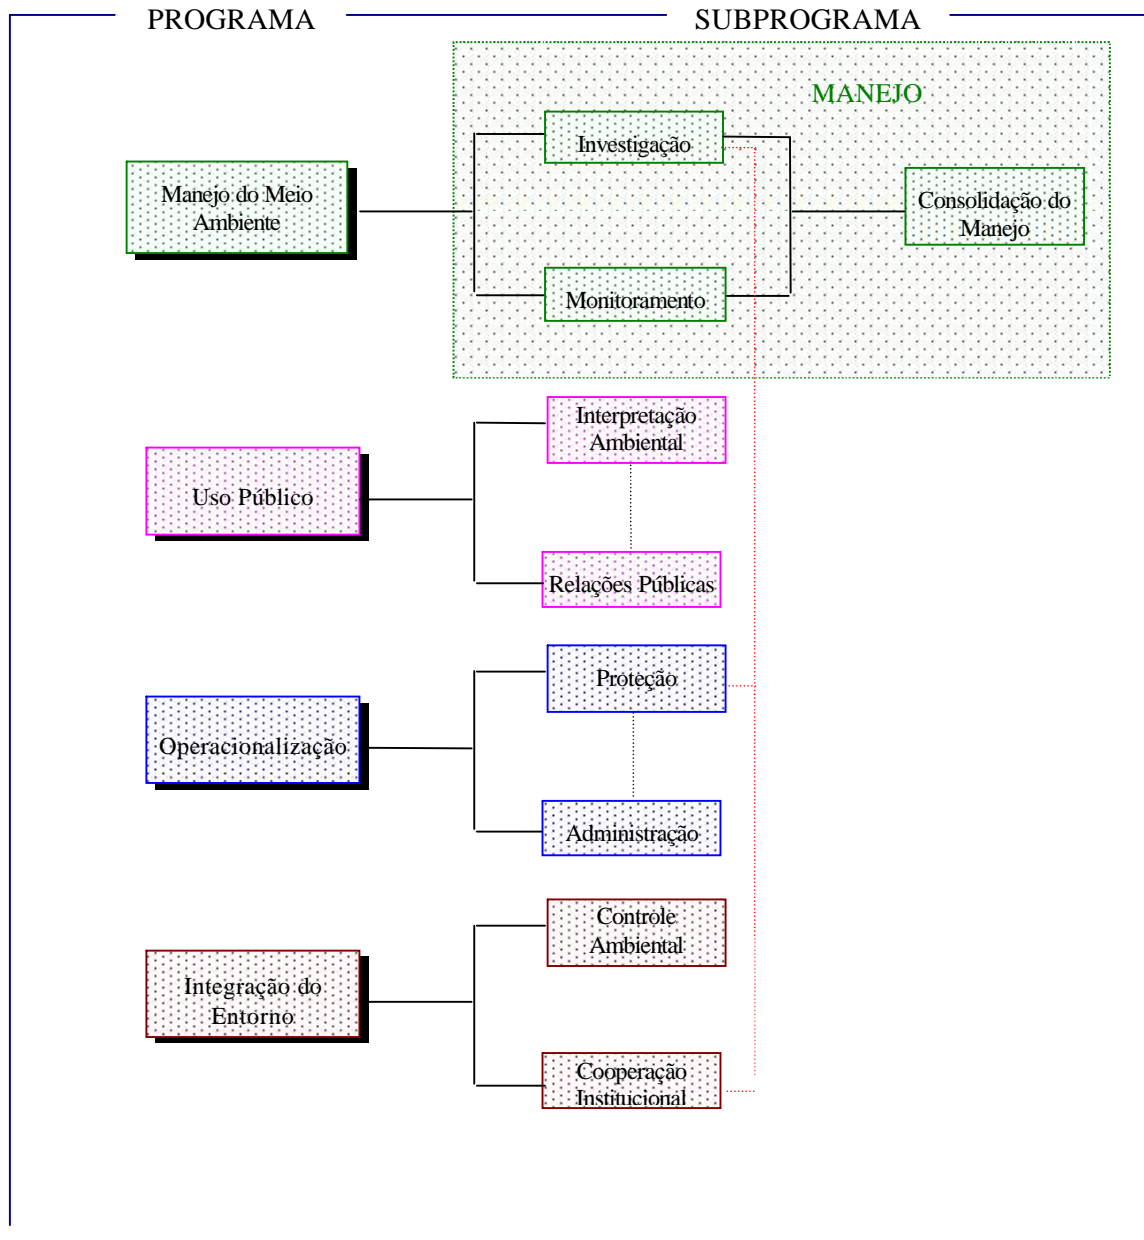 PROGRAMA
SUBPROGRAMA
MANEJO
Investigação
Manejo do Meio
Ambiente
Consolidação do
Manejo
Monitoramento
Interpretação
Ambiental
Uso Público
Relações Públicas
Proteção
Operacionalização
Administração
Controle
Ambiental
Integração do
Entorno
Cooperação
Institucional